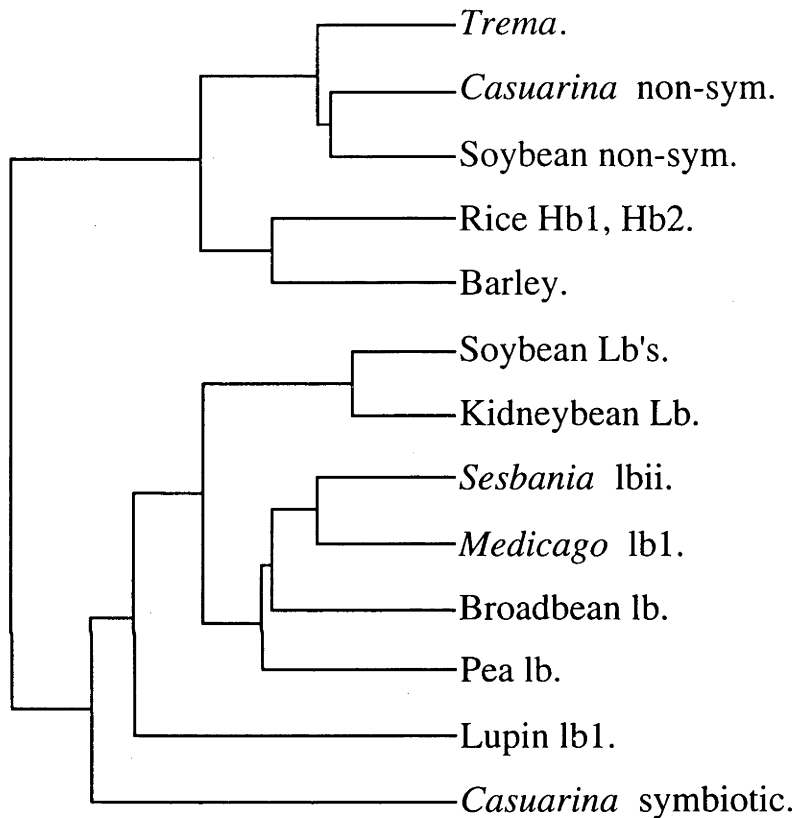 Trema.
Casuarina non-sym.
Soybean non-sym.
Rice Hb1, Hb2.
Barley.
Soybean Lb's.
Kidneybean Lb.
Sesbania lbii.
Medicago lb1.
Broadbean lb.
Pea lb.
Lupin lb1.
Casuarina symbiotic.